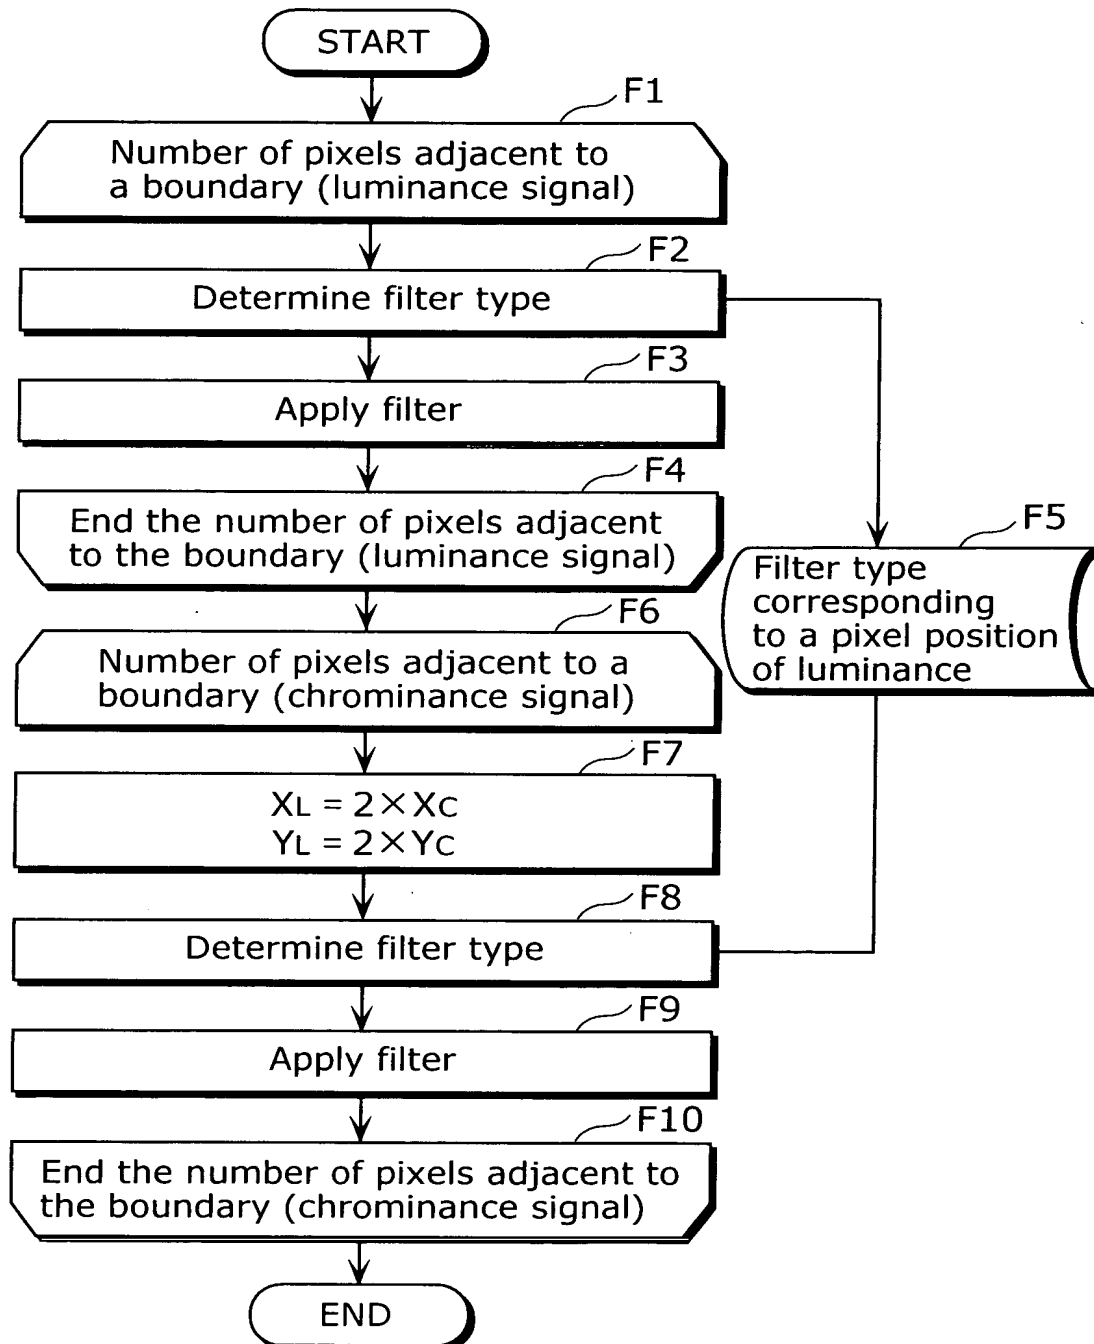 START
F1
Number of pixels adjacent to
a boundary (luminance signal)
F2
Determine filter type
F3
Apply filter
F4
End the number of pixels adjacent
to the boundary (luminance signal)
F5
Filter type
corresponding
to a pixel position
of luminance
F6
Number of pixels adjacent to a
boundary (chrominance signal)
F7
XL = 2×XC
YL = 2×YC
F8
Determine filter type
F9
Apply filter
F10
End the number of pixels adjacent to
the boundary (chrominance signal)
END